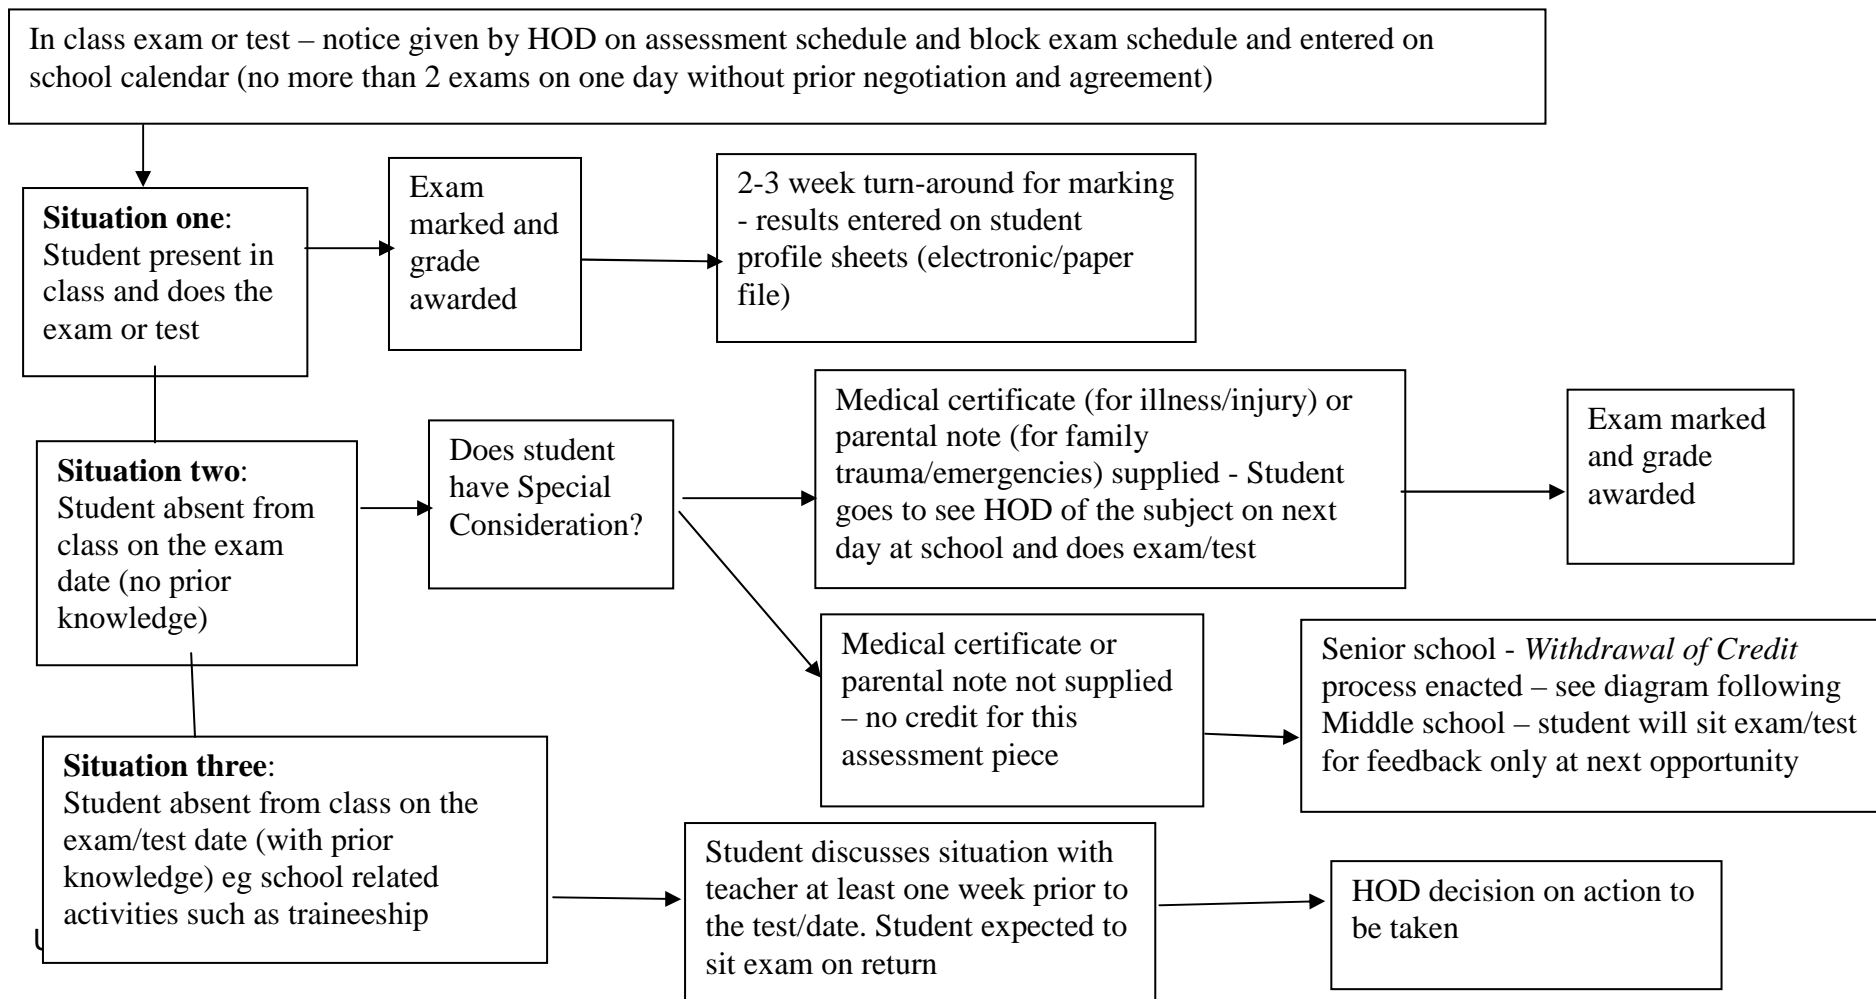 In class exam or test – notice given by HOD on assessment schedule and block exam schedule and entered on
school calendar (no more than 2 exams on one day without prior negotiation and agreement)
Situation one:
Student present in
class and does the
exam or test
Exam
marked and
grade
awarded
2-3 week turn-around for marking
- results entered on student
profile sheets (electronic/paper
file)
Situation two:
Student absent from
class on the exam
date (no prior
knowledge)
Does student
have Special
Consideration?
Medical certificate (for illness/injury) or
parental note (for family
trauma/emergencies) supplied - Student
goes to see HOD of the subject on next
day at school and does exam/test
Exam marked
and grade
awarded
Medical certificate or
parental note not supplied
– no credit for this
assessment piece
Senior school - Withdrawal of Credit
process enacted – see diagram following
Middle school – student will sit exam/test
for feedback only at next opportunity
Situation three:
Student absent from class on the
exam/test date (with prior
knowledge) eg school related
activities such as traineeship
Student discusses situation with
teacher at least one week prior to
the test/date. Student expected to
sit exam on return
HOD decision on action to
be taken